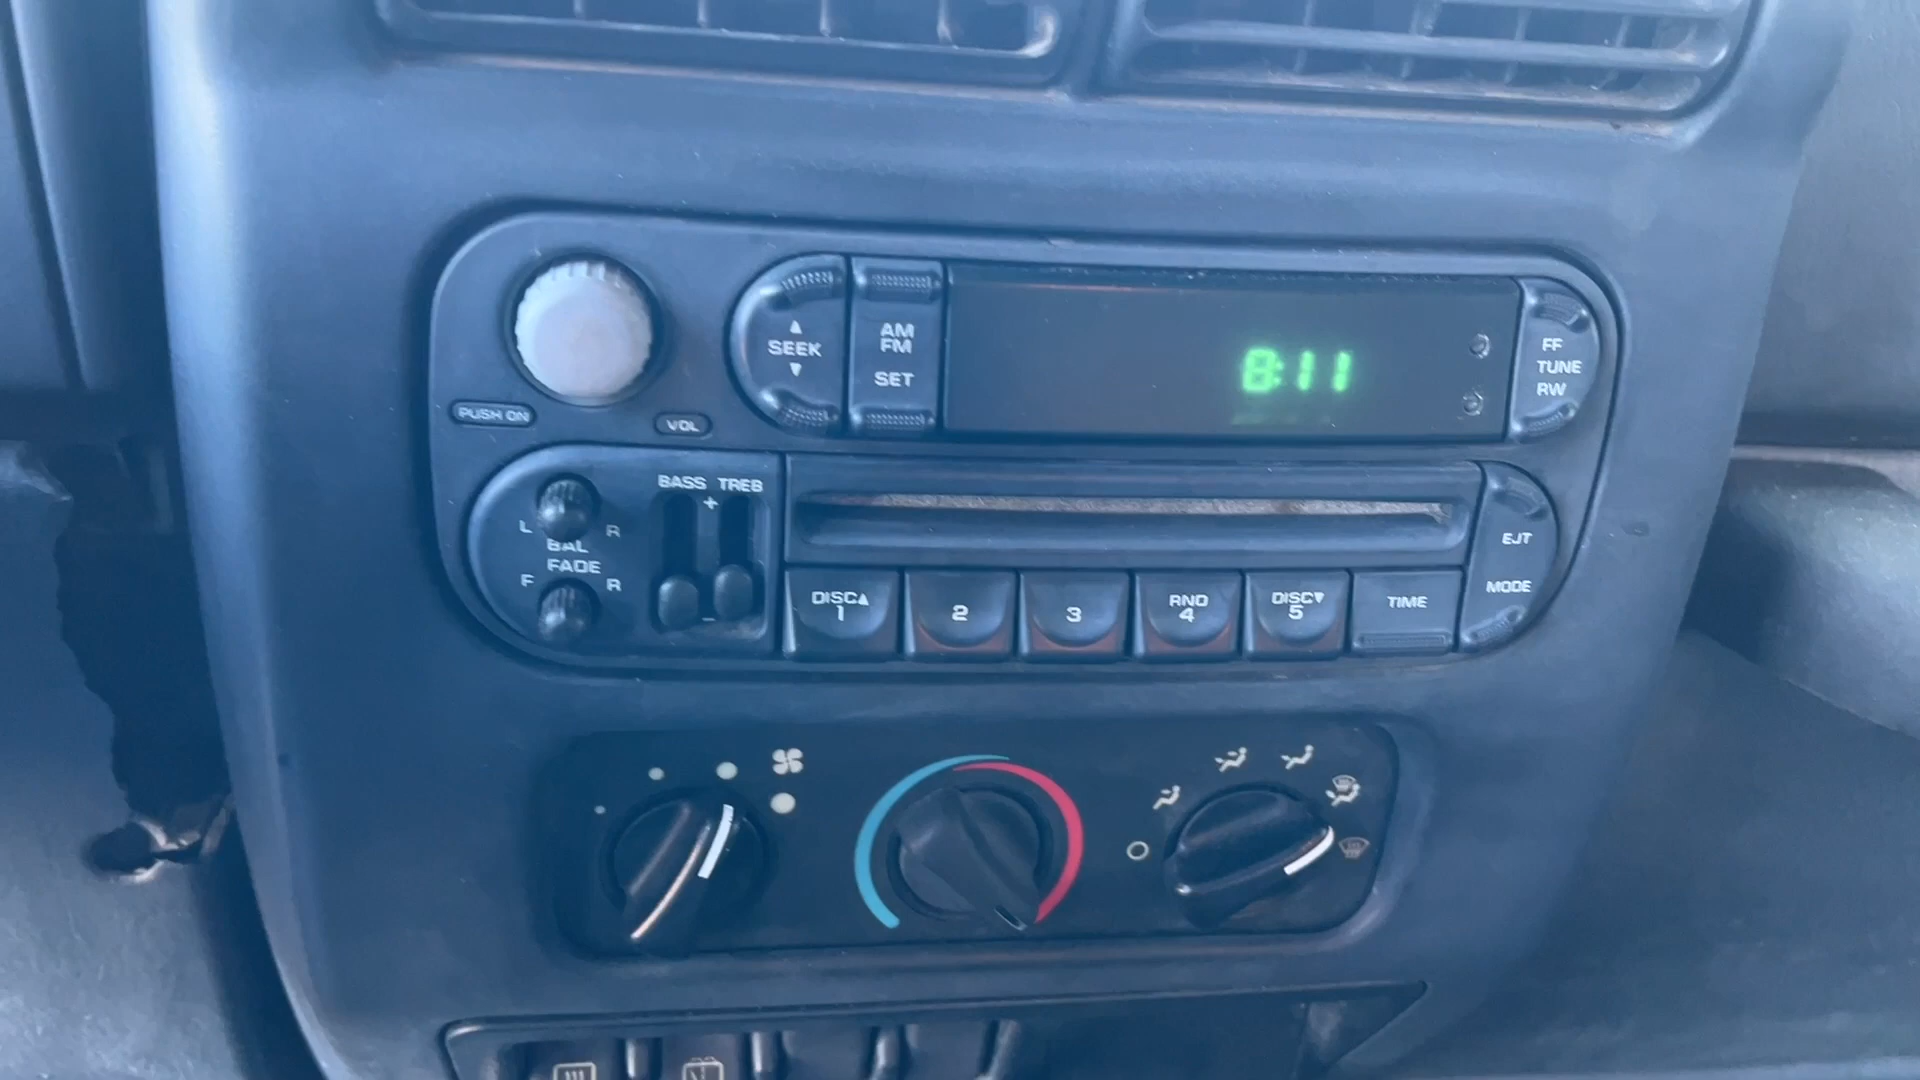 SEEK
AM
FM
SET
8:11
FF
TUNE
RW
PUSH ON
VOL
BASS TREB
+
L R
BAL
FADE
F R
-
EJT
MODE
DISC▲
1
2
3
RND
4
DISC▼
5
TIME